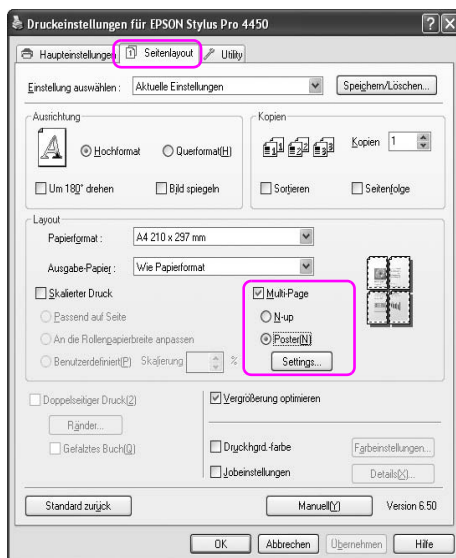 Druckeinstellungen für EPSON Stylus Pro 4450
Haupteinstellungen Seitenlayout Utility
Einstellung auswählen : Aktuelle Einstellungen Speichern/Löschen...
Ausrichtung Kopien
A Hochformat Querformat(H) Kopien 1
Um 180° drehen Bild spiegeln Sortieren Seitenfolge
Layout
Papierformat : A4 210 x 297 mm
Ausgabe-Papier : Wie Papierformat
Skalierter Druck Multi-Page
Passend auf Seite N-up
An die Rollenpapierbreite anpassen Poster(N)
Benutzerdefiniert(P) Skalierung % Settings...
Doppelseitiger Druck(2) Vergrößerung optimieren
Ränder...
Gefalztes Buch(Q) Druckhgrd.-farbe Farbeinstellungen...
Jobeinstellungen Details(X)...
Standard zurück Manuell(Y) Version 6.50
OK Abbrechen Übernehmen Hilfe